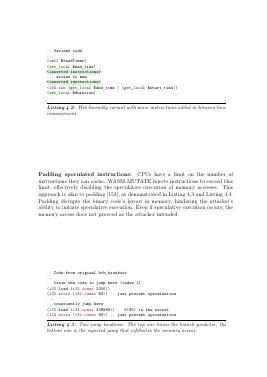 .. Variant code
...
(call $readTimer)
(set_local $end_time)
<inserted instructions>
... access to mem
<inserted instructions>
(i64.sub (get_local $end_time ) (get_local $start_time))
(set_local $duration)
Listing 4.2: WebAssembly variant with more instructions added in between time
measurement.
Padding speculated instructions: CPUs have a limit on the number of
instructions they can cache. WASM-MUTATE injects instructions to exceed this
limit, effectively disabling the speculative execution of memory accesses. This
approach is akin to padding [153], as demonstrated in Listing 4.3 and Listing 4.4.
Padding disrupts the binary code's layout in memory, hindering the attacker's
ability to initiate speculative execution. Even if speculative execution occurs, the
memory access does not proceed as the attacker intended.
.. Code from original btb_breakout
...
.. train the code to jump here (index 1)
(i32.load (i32.const 2000))
(i32.store (i32.const 83)) .. just prevent optimization
...
.. transiently jump here
(i32.load (i32.const 339968)) .. S(83) is the secret
(i32.store (i32.const 83)) .. just prevent optimization
Listing 4.3: Two jump locations. The top one trains the branch predictor, the
bottom one is the expected jump that exfiltrates the memory access.